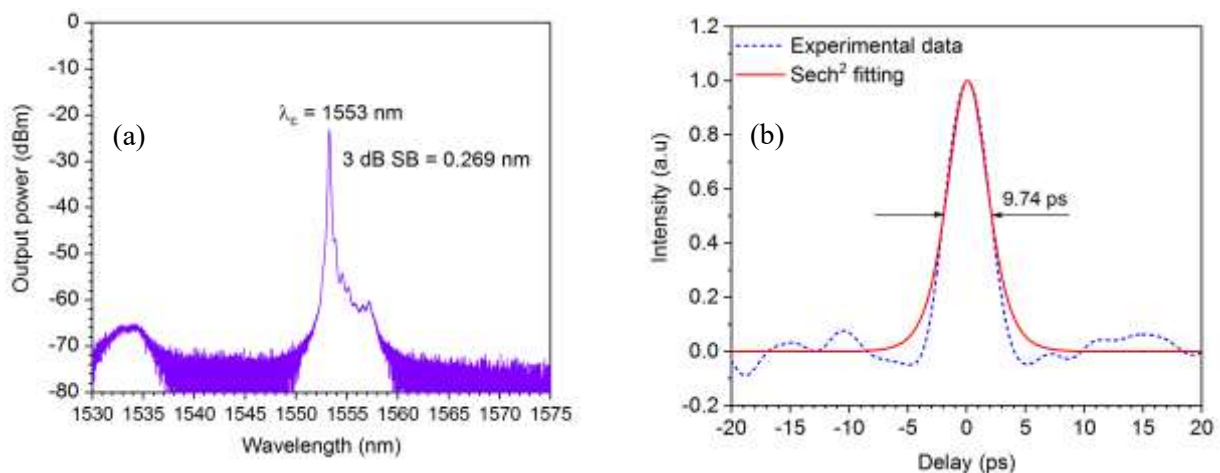 (a)
Output power (dBm)
0
-10
-20
-30
-40
-50
-60
-70
-80
λc = 1553 nm
3 dB SB = 0.269 nm
1530 1535 1540 1545 1550 1555 1560 1565 1570 1575
Wavelength (nm)
(b)
Intensity (a.u)
1.2
1.0
0.8
0.6
0.4
0.2
0.0
-0.2
Experimental data
Sech² fitting
9.74 ps
-20 -15 -10 -5 0 5 10 15 20
Delay (ps)